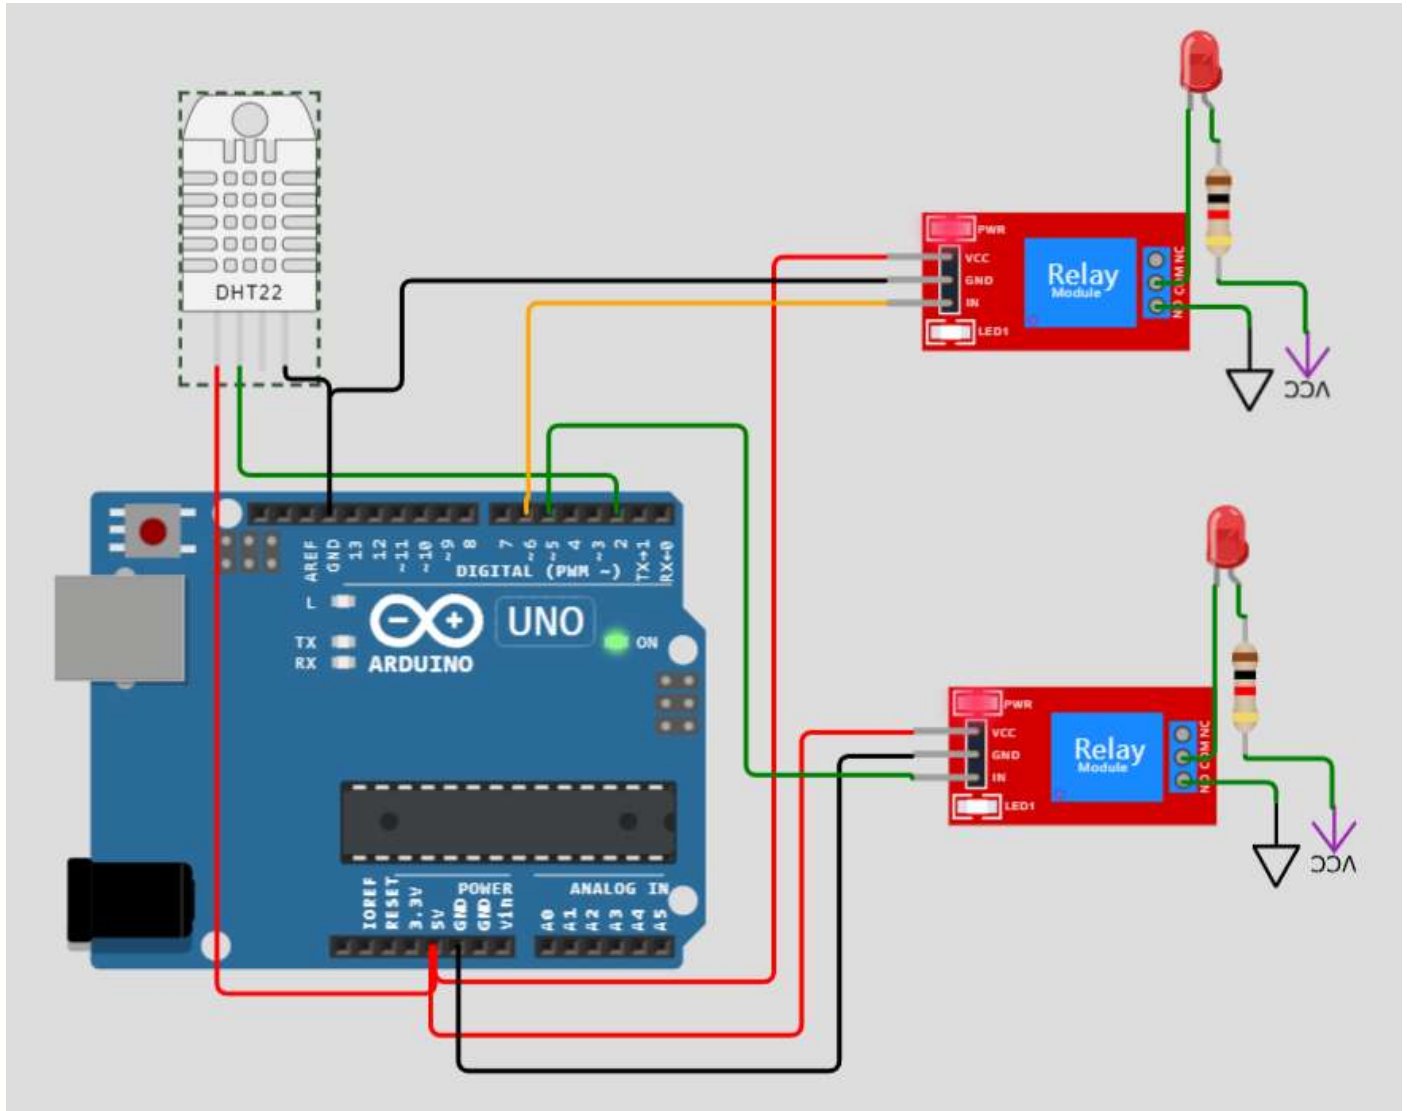 DHT22
PWR
VCC
GND
IN
LED1
Relay
Module
NC
COM
NO
VCC
AREF
GND
13
12
~11
~10
~9
8
7
~6
~5
4
~3
2
TX→1
RX←0
DIGITAL (PWM ~)
L
TX
RX
ARDUINO
UNO
ON
PWR
VCC
GND
IN
LED1
Relay
Module
NC
COM
NO
VCC
IOREF
RESET
3.3V
5V
GND
GND
Vin
POWER
ANALOG IN
A0
A1
A2
A3
A4
A5